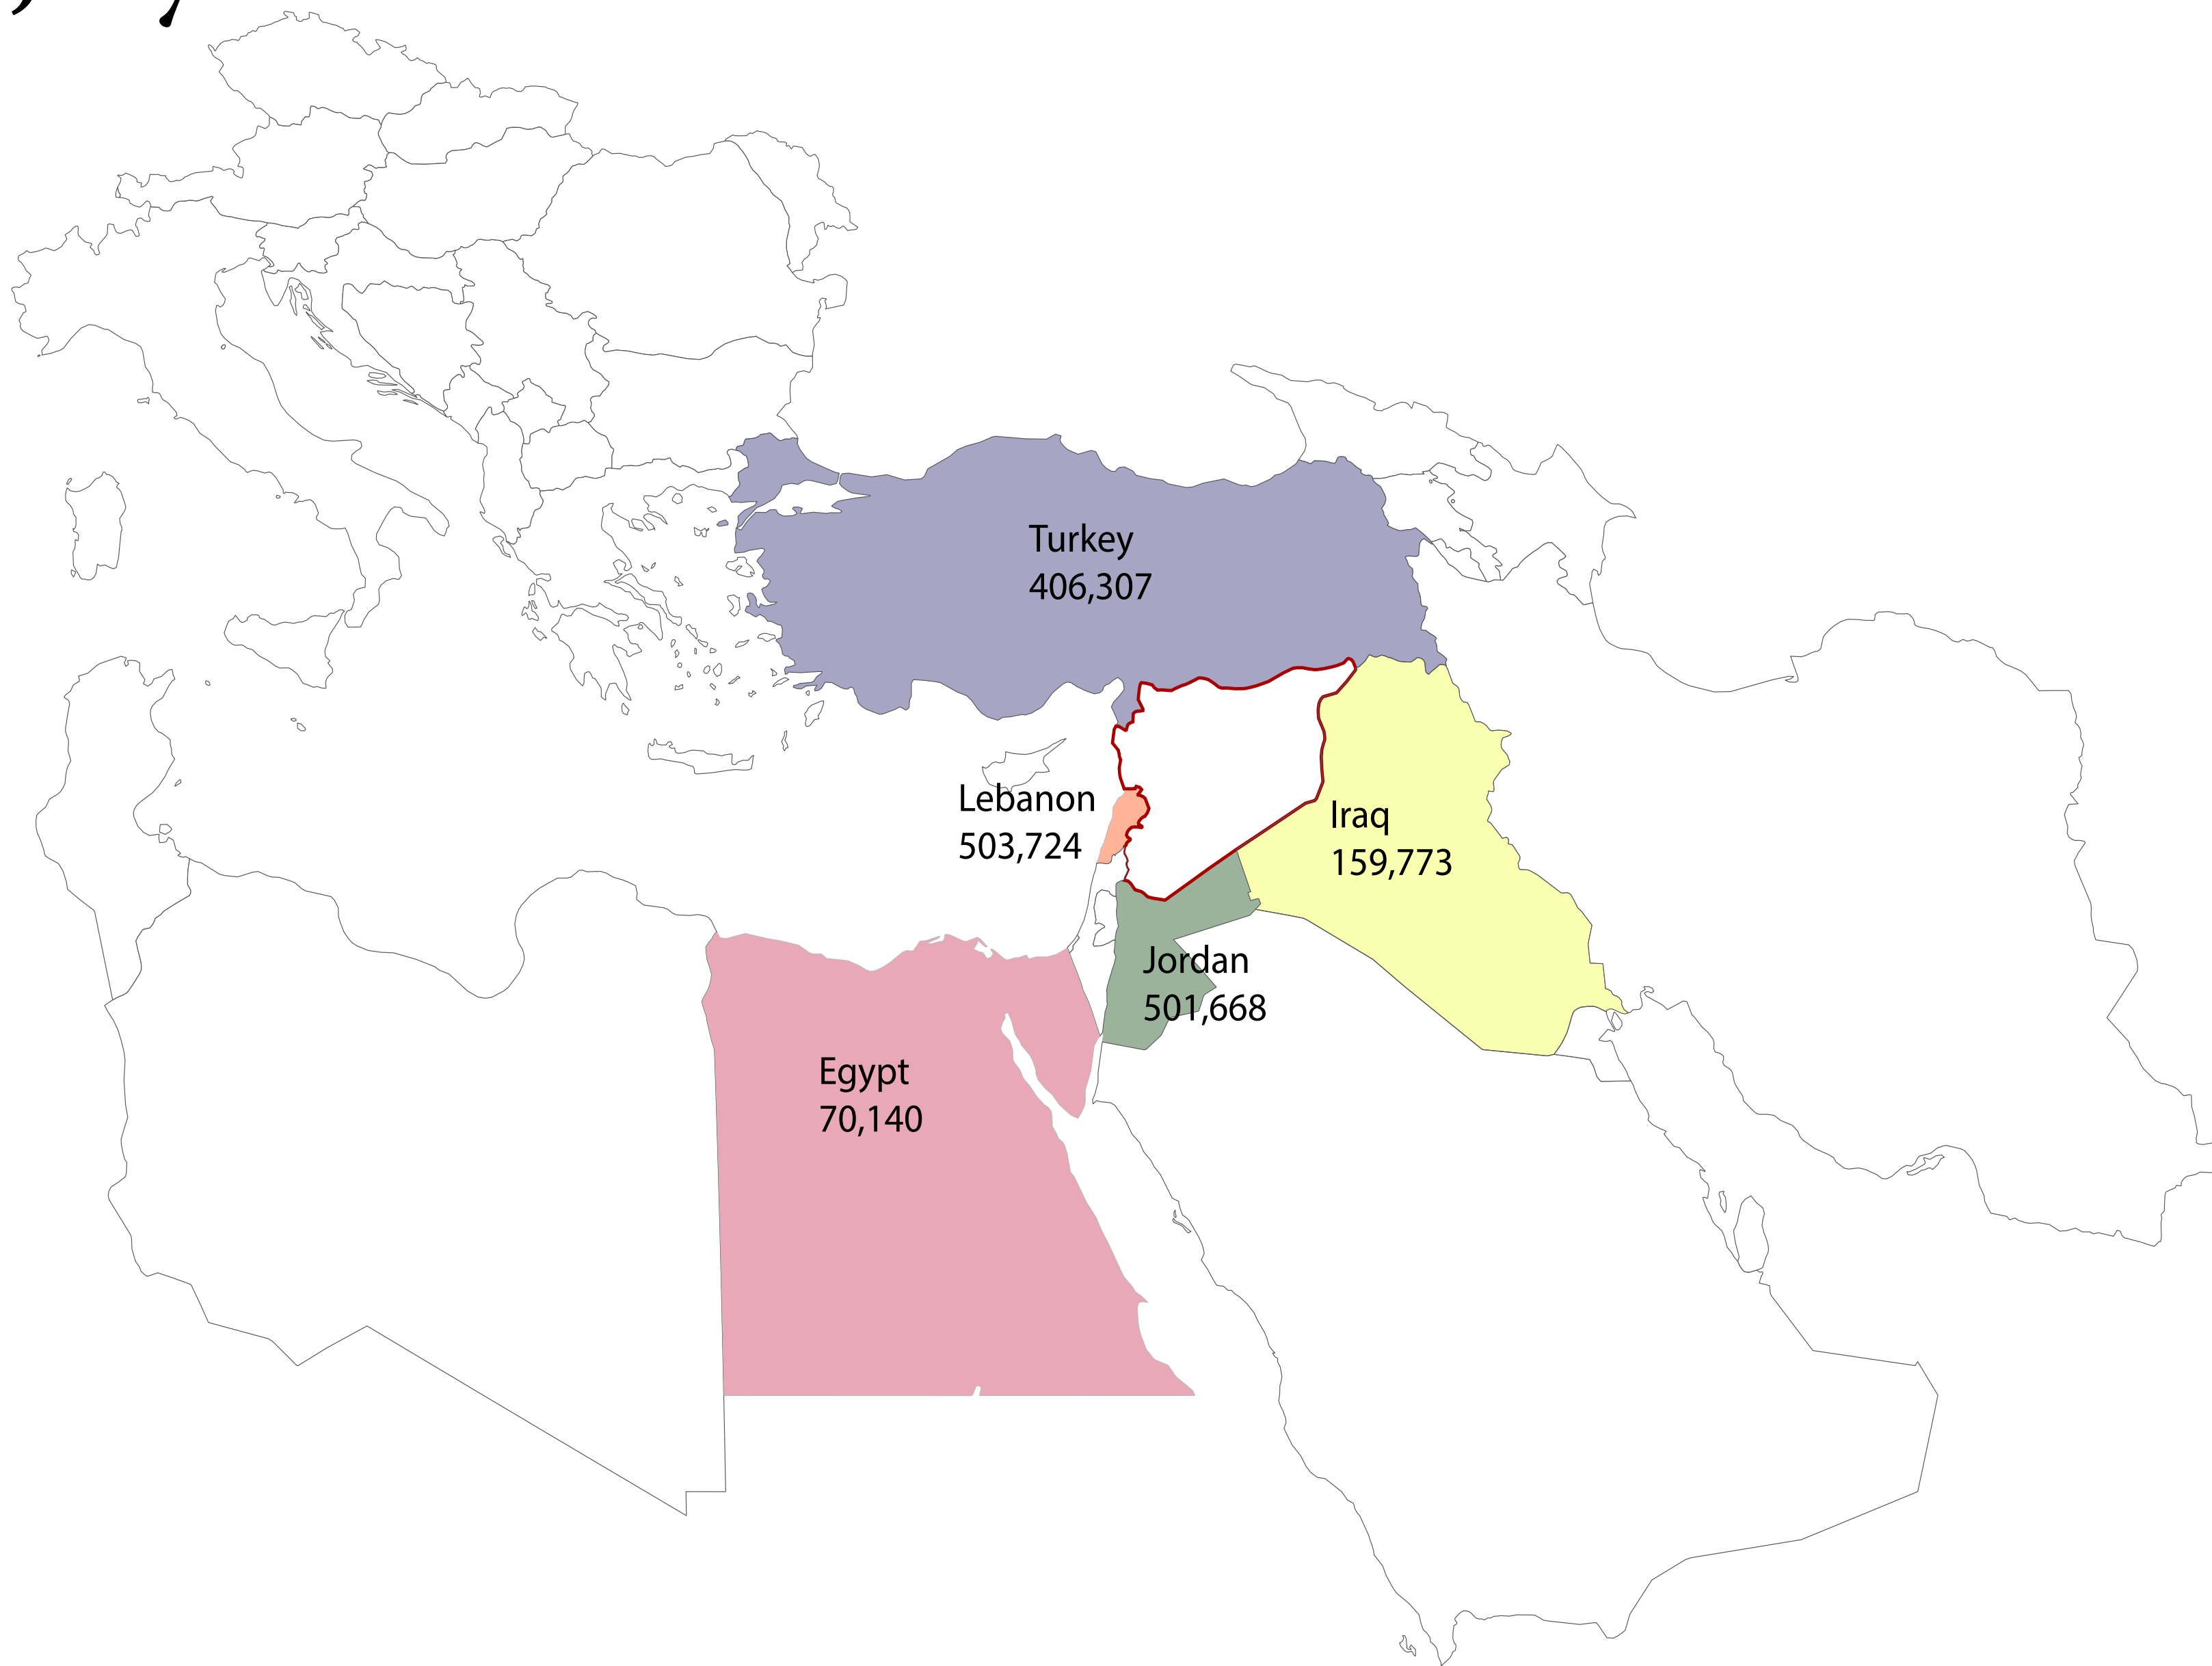 Turkey
406,307
Lebanon
503,724
Iraq
159,773
Jordan
501,668
Egypt
70,140